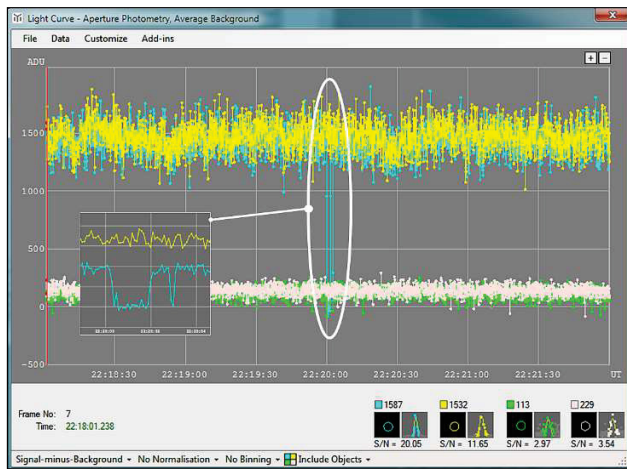 Light Curve - Aperture Photometry, Average Background
File Data Customize Add-ins
ADU
+ -
1500
1000
500
0
-500
22:18:30 22:19:00 22:19:30 22:20:00 22:20:30 22:21:00 22:21:30 UT
Frame No: 7
Time: 22:18:01.238
1587 1532 113 229
S/N = 20.05 S/N = 11.65 S/N = 2.97 S/N = 3.54
Signal-minus-Background No Normalisation No Binning Include Objects